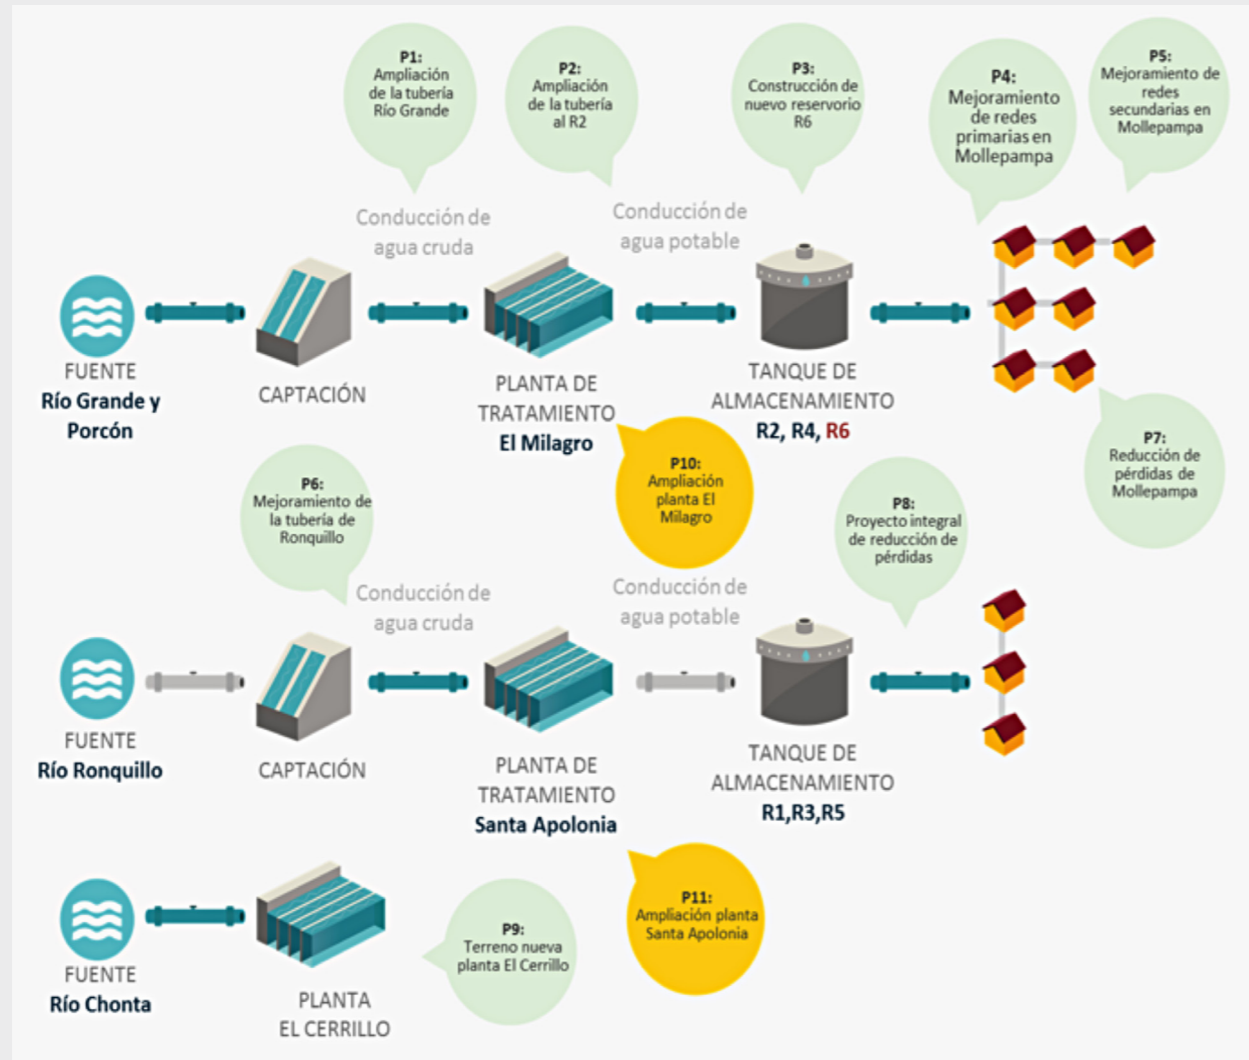 P1:
Ampliación
de la tubería
Río Grande
P2:
Ampliación
de la tubería
al R2
P3:
Construcción de
nuevo reservorio
R6
P4:
Mejoramiento
de redes
primarias en
Mollepampa
P5:
Mejoramiento de
redes
secundarias en
Mollepampa
Conducción de
agua cruda
Conducción de
agua potable
FUENTE
Río Grande y
Porcón
CAPTACIÓN
PLANTA DE
TRATAMIENTO
El Milagro
TANQUE DE
ALMACENAMIENTO
R2, R4, R6
P7:
Reducción de
pérdidas de
Mollepampa
P10:
Ampliación
planta El
Milagro
P6:
Mejoramiento de
la tubería de
Ronquillo
P8:
Proyecto integral
de reducción de
pérdidas
Conducción de
agua cruda
Conducción de
agua potable
FUENTE
Río Ronquillo
CAPTACIÓN
PLANTA DE
TRATAMIENTO
Santa Apolonia
TANQUE DE
ALMACENAMIENTO
R1,R3,R5
P11:
Ampliación planta
Santa Apolonia
P9:
Terreno nueva
planta El Cerrillo
FUENTE
Río Chonta
PLANTA
EL CERRILLO